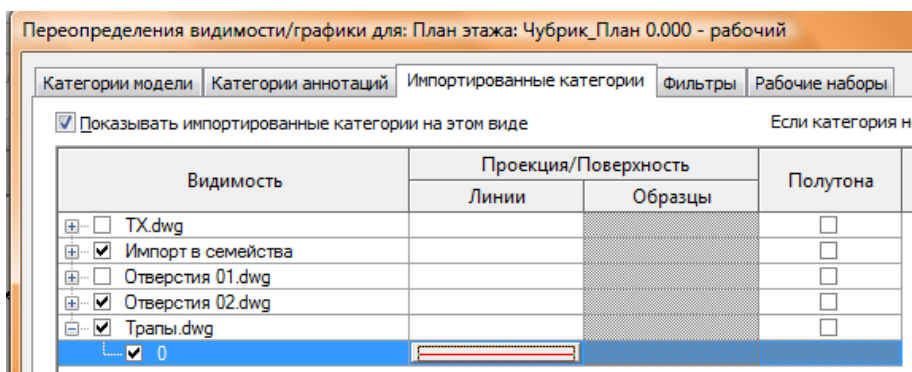 Переопределения видимости/графики для: План этажа: Чубрик_План 0.000 - рабочий
Категории модели Категории аннотаций Импортированные категории Фильтры Рабочие наборы
Показывать импортированные категории на этом виде Если категория
Видимость Проекция/Поверхность Полутона
Линии Образцы
TX.dwg
Импорт в семейства
Отверстия 01.dwg
Отверстия 02.dwg
Трапы.dwg
0